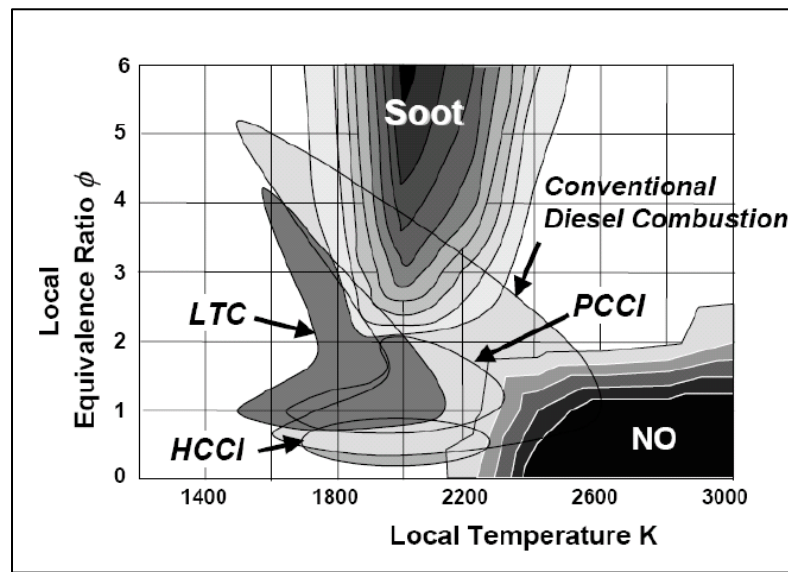 6
5
4
3
2
1
0
Local
Equivalence Ratio ϕ
Soot
Conventional
Diesel Combustion
PCCI
LTC
HCCI
NO
1400 1800 2200 2600 3000
Local Temperature K